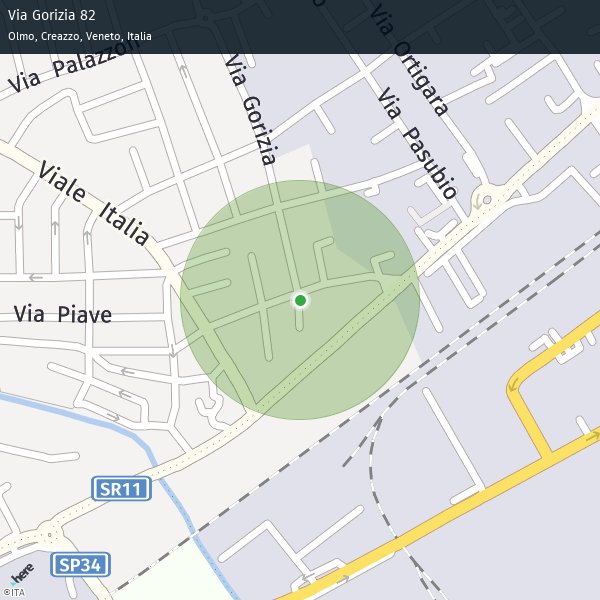 Via Gorizia 82
Olmo, Creazzo, Veneto, Italia
Via Palazzon
Via Ortigara
Via Gorizia
Via Pasubio
Viale Italia
Via Piave
SR11
SP34
here
©ITA